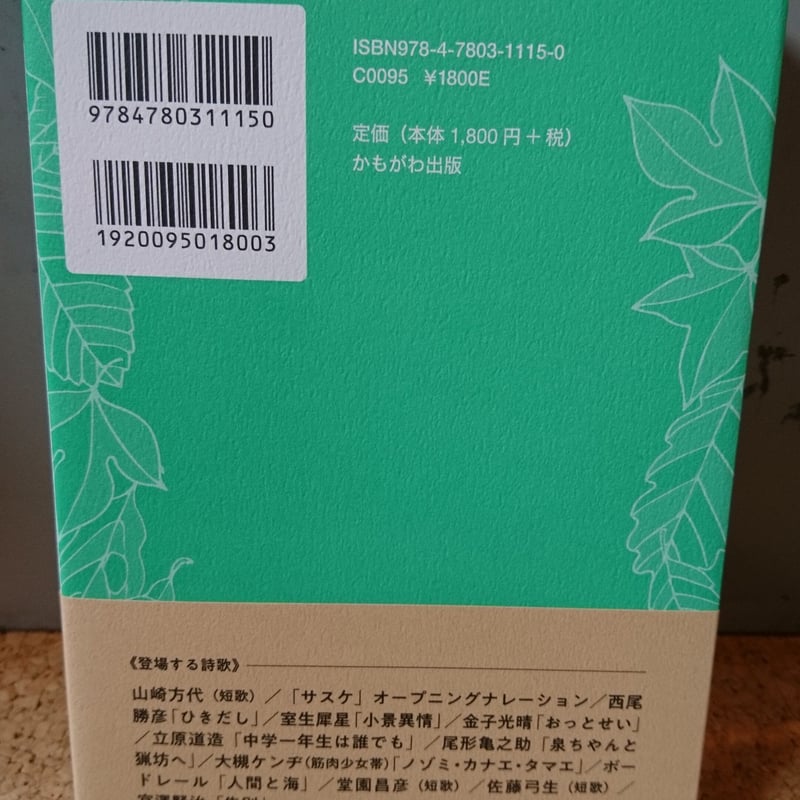 9784780311150
1920095018003
ISBN978-4-7803-1115-0
C0095 ¥1800E
定価（本体1,800円＋税）
かもがわ出版
《登場する詩歌》
山崎方代（短歌）／「サスケ」オープニングナレーション／西尾
勝彦「ひきだし」／室生犀星「小景異情」／金子光晴「おっとせい」
／立原道造「中学一年生は誰でも」／尾形亀之助「泉ちゃんと
猟坊へ」／大槻ケンヂ（筋肉少女帯）「ノゾミ・カナエ・タマエ」／ボー
ドレール「人間と海」／堂園昌彦（短歌）／佐藤弓生（短歌）／